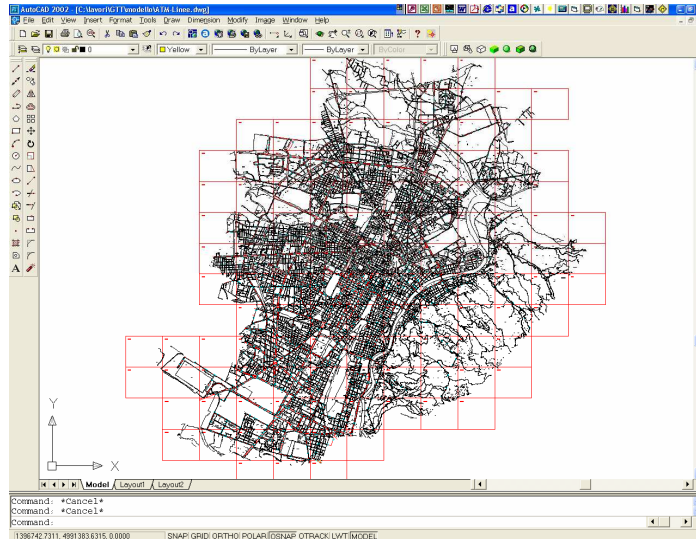 AutoCAD 2002 - [C:\lavori\GTT\modello\ATM-Linee.dwg]
File Edit View Insert Format Tools Draw Dimension Modify Image Window Help
0 Yellow ByLayer ByLayer ByColor
Y
X
Model Layout1 Layout2
Command: *Cancel*
Command: *Cancel*
Command:
1396742.7311, 4991383.6315, 0.0000 SNAP GRID ORTHO POLAR OSNAP OTRACK LWT MODEL